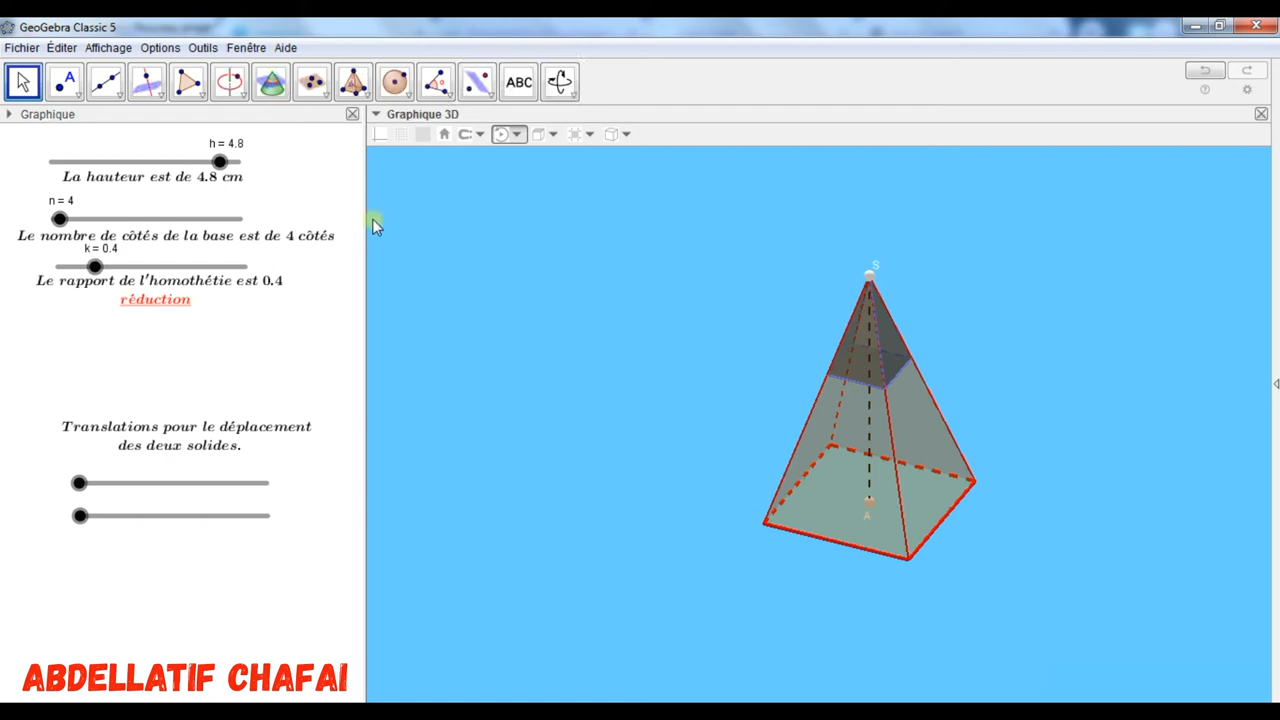 GeoGebra Classic 5
Fichier Éditer Affichage Options Outils Fenêtre Aide
A
ABC
Graphique
Graphique 3D
h = 4.8
La hauteur est de 4.8 cm
n = 4
Le nombre de côtés de la base est de 4 côtés
k = 0.4
Le rapport de l'homothétie est 0.4
réduction
Translations pour le déplacement
des deux solides.
S
A
ABDELLATIF CHAFAI